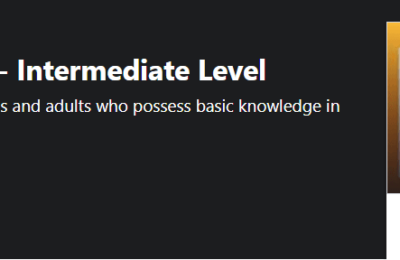 - Intermediate Level
s and adults who possess basic knowledge in